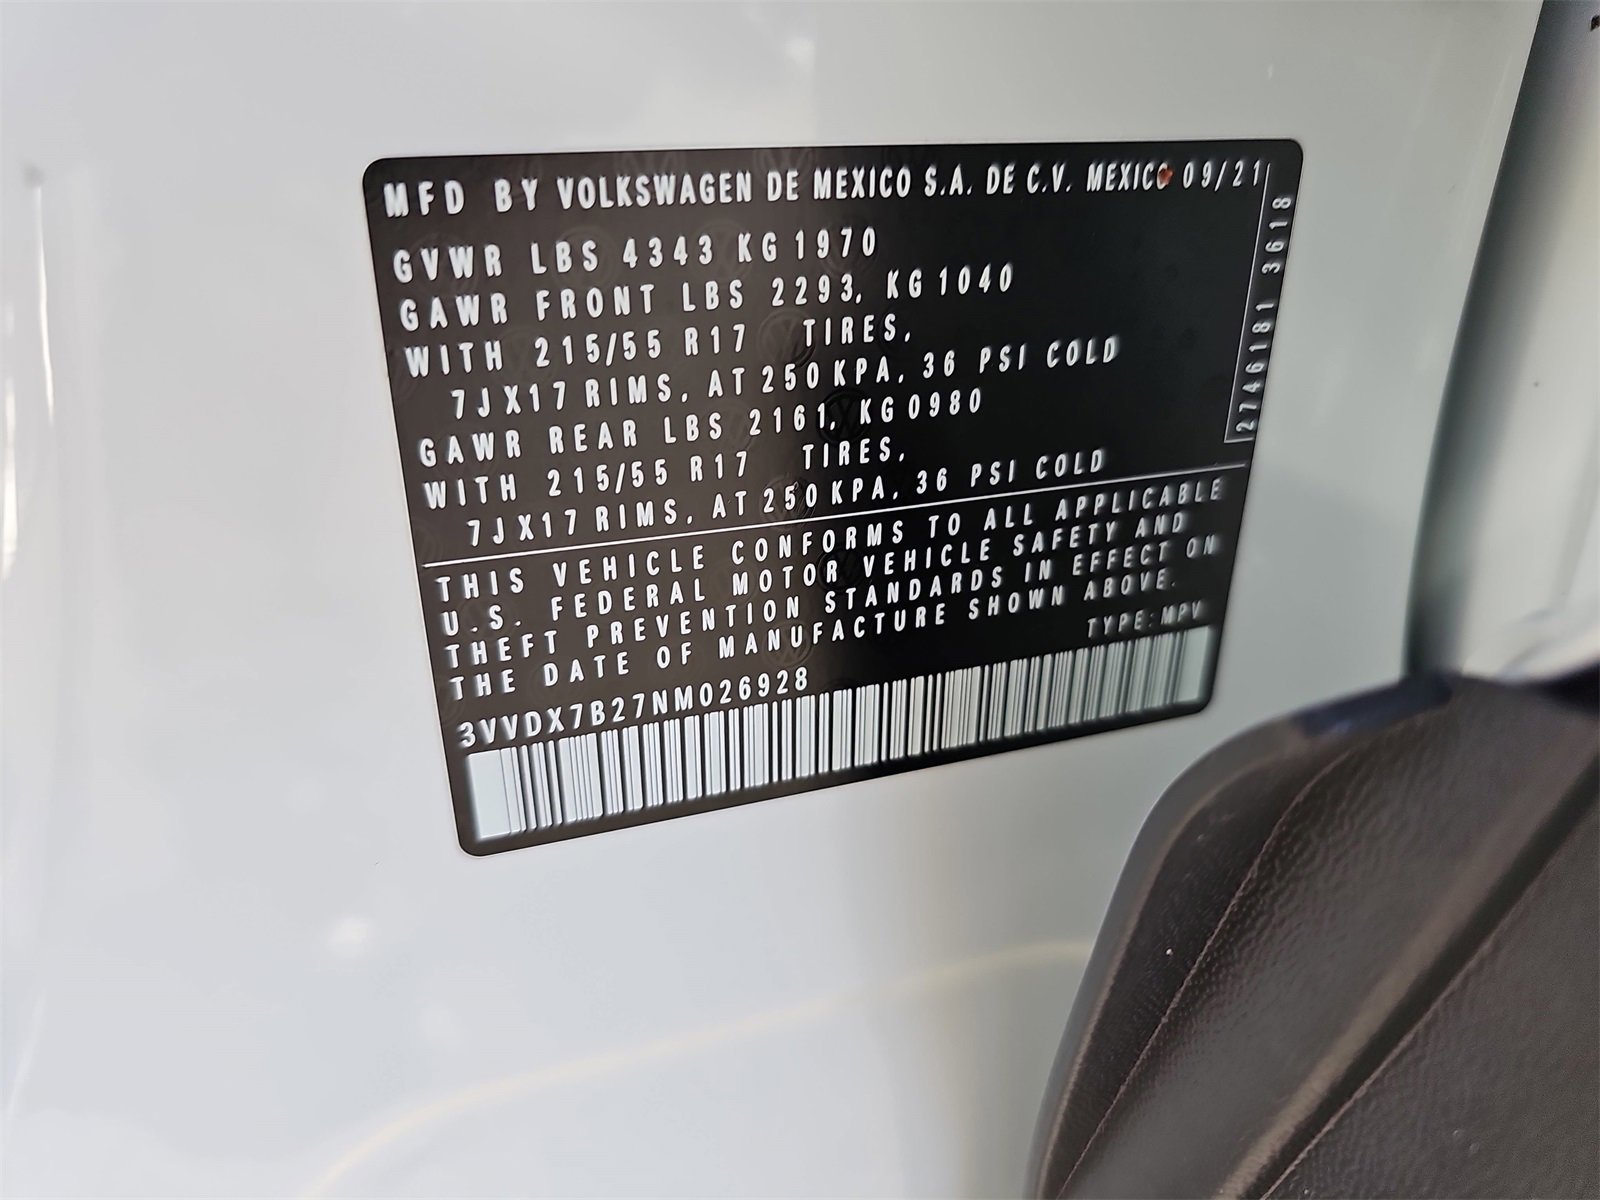 MFD BY VOLKSWAGEN DE MEXICO S.A. DE C.V. MEXICO 09/21
GVWR LBS 4343 KG 1970
GAWR FRONT LBS 2293, KG 1040
WITH 215/55 R17 TIRES,
7JX17 RIMS, AT 250 KPA, 36 PSI COLD
GAWR REAR LBS 2161, KG 0980
WITH 215/55 R17 TIRES,
7JX17 RIMS, AT 250 KPA, 36 PSI COLD
2746181 3618
THIS VEHICLE CONFORMS TO ALL APPLICABLE
U.S. FEDERAL MOTOR VEHICLE SAFETY AND
THEFT PREVENTION STANDARDS IN EFFECT ON
THE DATE OF MANUFACTURE SHOWN ABOVE.
TYPE: MPV
3VVDX7B27NM026928